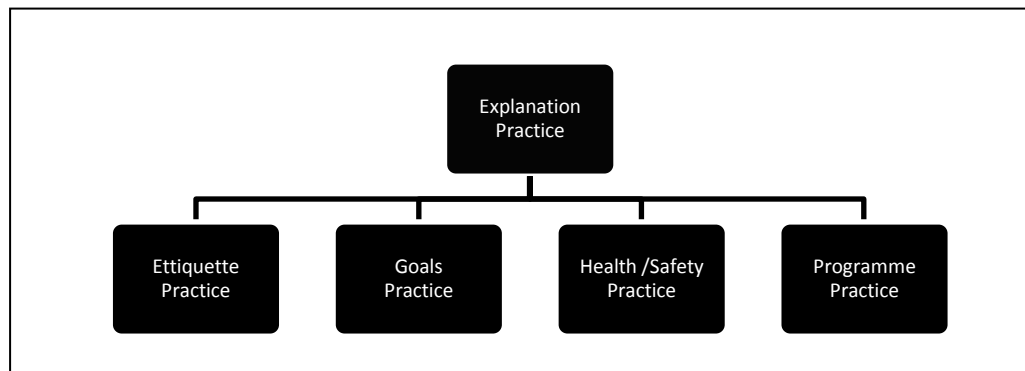 Explanation
Practice
Ettiquette
Practice
Goals
Practice
Health /Safety
Practice
Programme
Practice